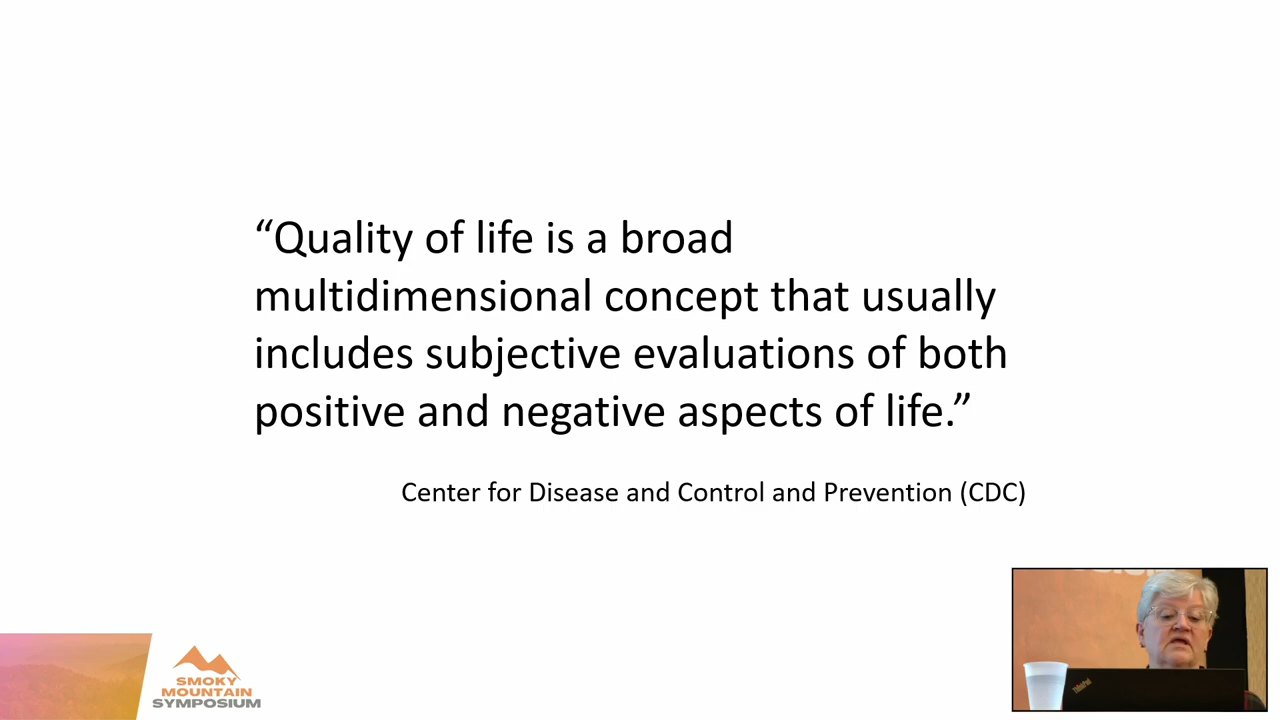 “Quality of life is a broad
multidimensional concept that usually
includes subjective evaluations of both
positive and negative aspects of life.”
Center for Disease and Control and Prevention (CDC)
SMOKY
MOUNTAIN
SYMPOSIUM
ThinkPad